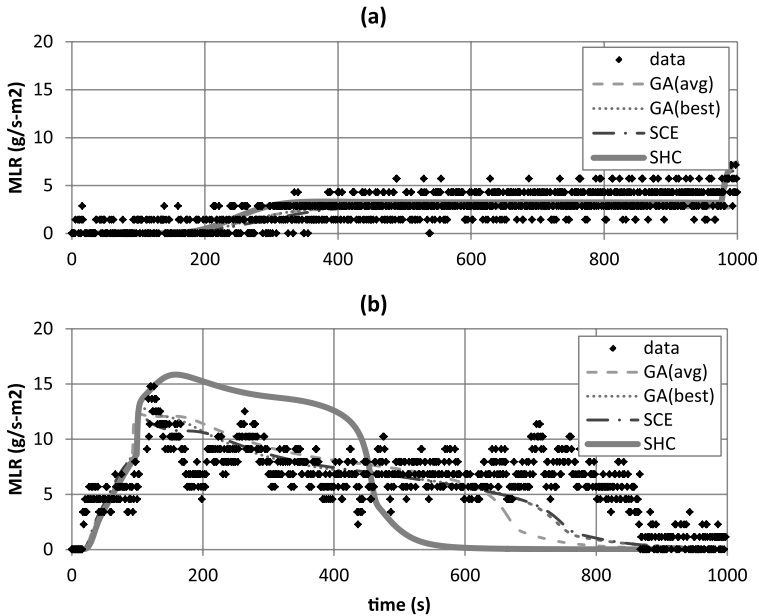 (a)
MLR (g/s-m2)
20
15
10
5
0
0 200 400 600 800 1000
data
GA(avg)
GA(best)
SCE
SHC
(b)
MLR (g/s-m2)
20
15
10
5
0
0 200 400 600 800 1000
data
GA(avg)
GA(best)
SCE
SHC
time (s)